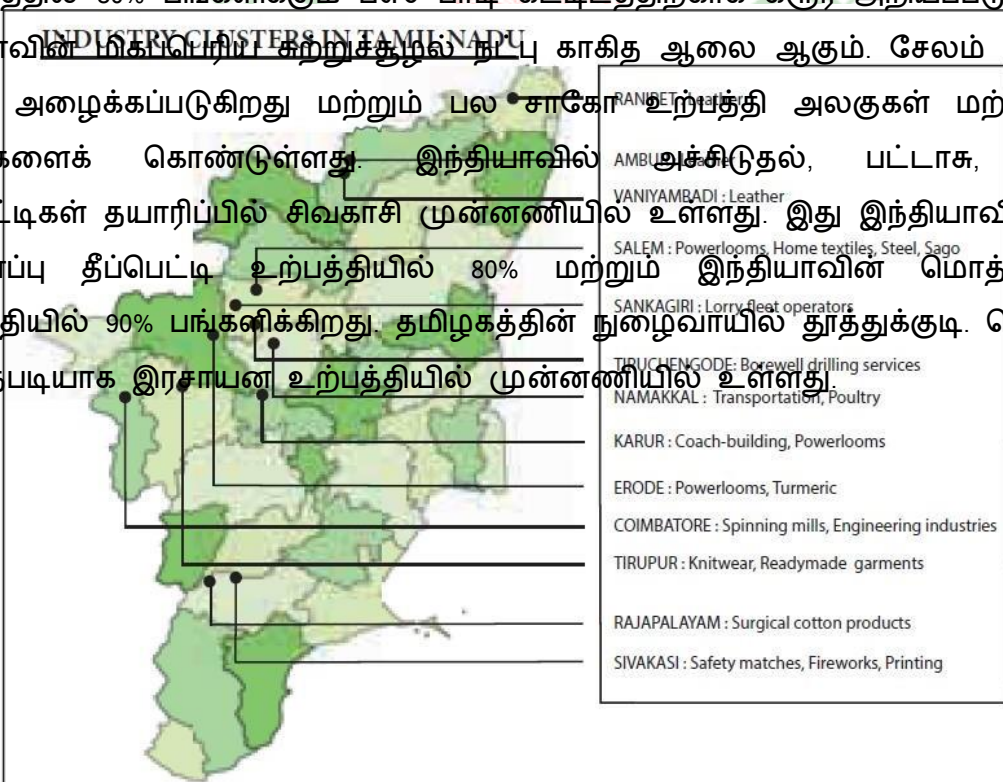 INDUSTRY CLUSTERS IN TAMIL NADU
மிகப்பெரிய சுற்றுச்சூழல் நட்பு காகித ஆலை ஆகும். சேலம்
அழைக்கப்படுகிறது மற்றும் பல சாகோ உற்பத்தி அலகுகள்
கொண்டுள்ளது. இந்தியாவில் அச்சிடுதல், பட்டாசு,
தயாரிப்பில் சிவகாசி முன்னணியில் உள்ளது. இது
தீப்பெட்டி உற்பத்தியில் 80% மற்றும் இந்தியாவின்
90% பங்களிக்கிறது. தமிழகத்தின் நுழைவாயில் தூத்துக்குடி.
இரசாயன உற்பத்தியில் முன்னணியில் உள்ளது.
RANIPET : Leather
AMBUR : Leather
VANIYAMBADI : Leather
SALEM : Powerlooms, Home textiles, Steel, Sago
SANKAGIRI : Lorry fleet operators
TIRUCHENGODE: Borewell drilling services
NAMAKKAL : Transportation, Poultry
KARUR : Coach-building, Powerlooms
ERODE : Powerlooms, Turmeric
COIMBATORE : Spinning mills, Engineering industries
TIRUPUR : Knitwear, Readymade garments
RAJAPALAYAM : Surgical cotton products
SIVAKASI : Safety matches, Fireworks, Printing